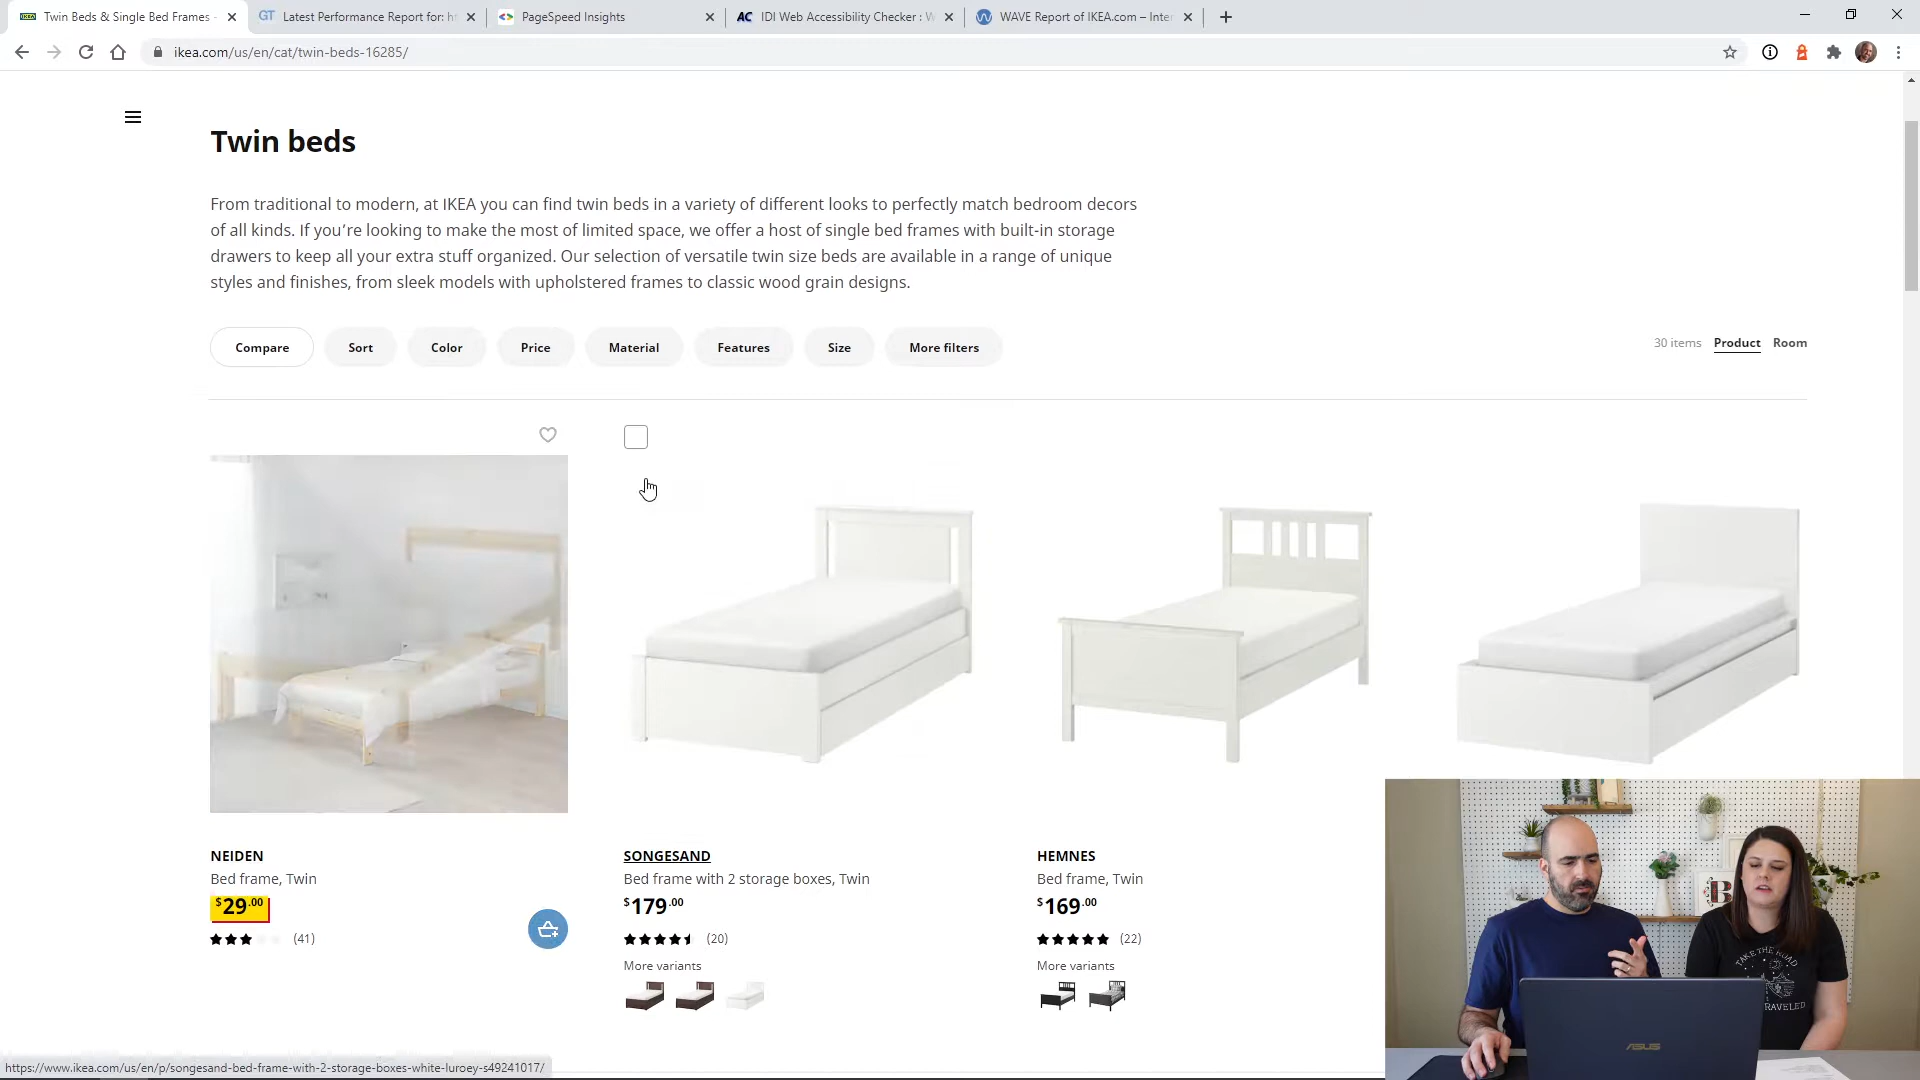 Twin Beds & Single Bed Frames -
GT Latest Performance Report for: h
PageSpeed Insights
AC IDI Web Accessibility Checker : W
WAVE Report of IKEA.com – Inter
ikea.com/us/en/cat/twin-beds-16285/
Twin beds
From traditional to modern, at IKEA you can find twin beds in a variety of different looks to perfectly match bedroom decors
of all kinds. If you’re looking to make the most of limited space, we offer a host of single bed frames with built-in storage
drawers to keep all your extra stuff organized. Our selection of versatile twin size beds are available in a range of unique
styles and finishes, from sleek models with upholstered frames to classic wood grain designs.
Compare Sort Color Price Material Features Size More filters
30 items Product Room
NEIDEN
Bed frame, Twin
$29.00
(41)
SONGESAND
Bed frame with 2 storage boxes, Twin
$179.00
(20)
More variants
HEMNES
Bed frame, Twin
$169.00
(22)
More variants
https://www.ikea.com/us/en/p/songesand-bed-frame-with-2-storage-boxes-white-luroey-s49241017/
B
TAKE THE ROAD
TRAVELED
ASUS